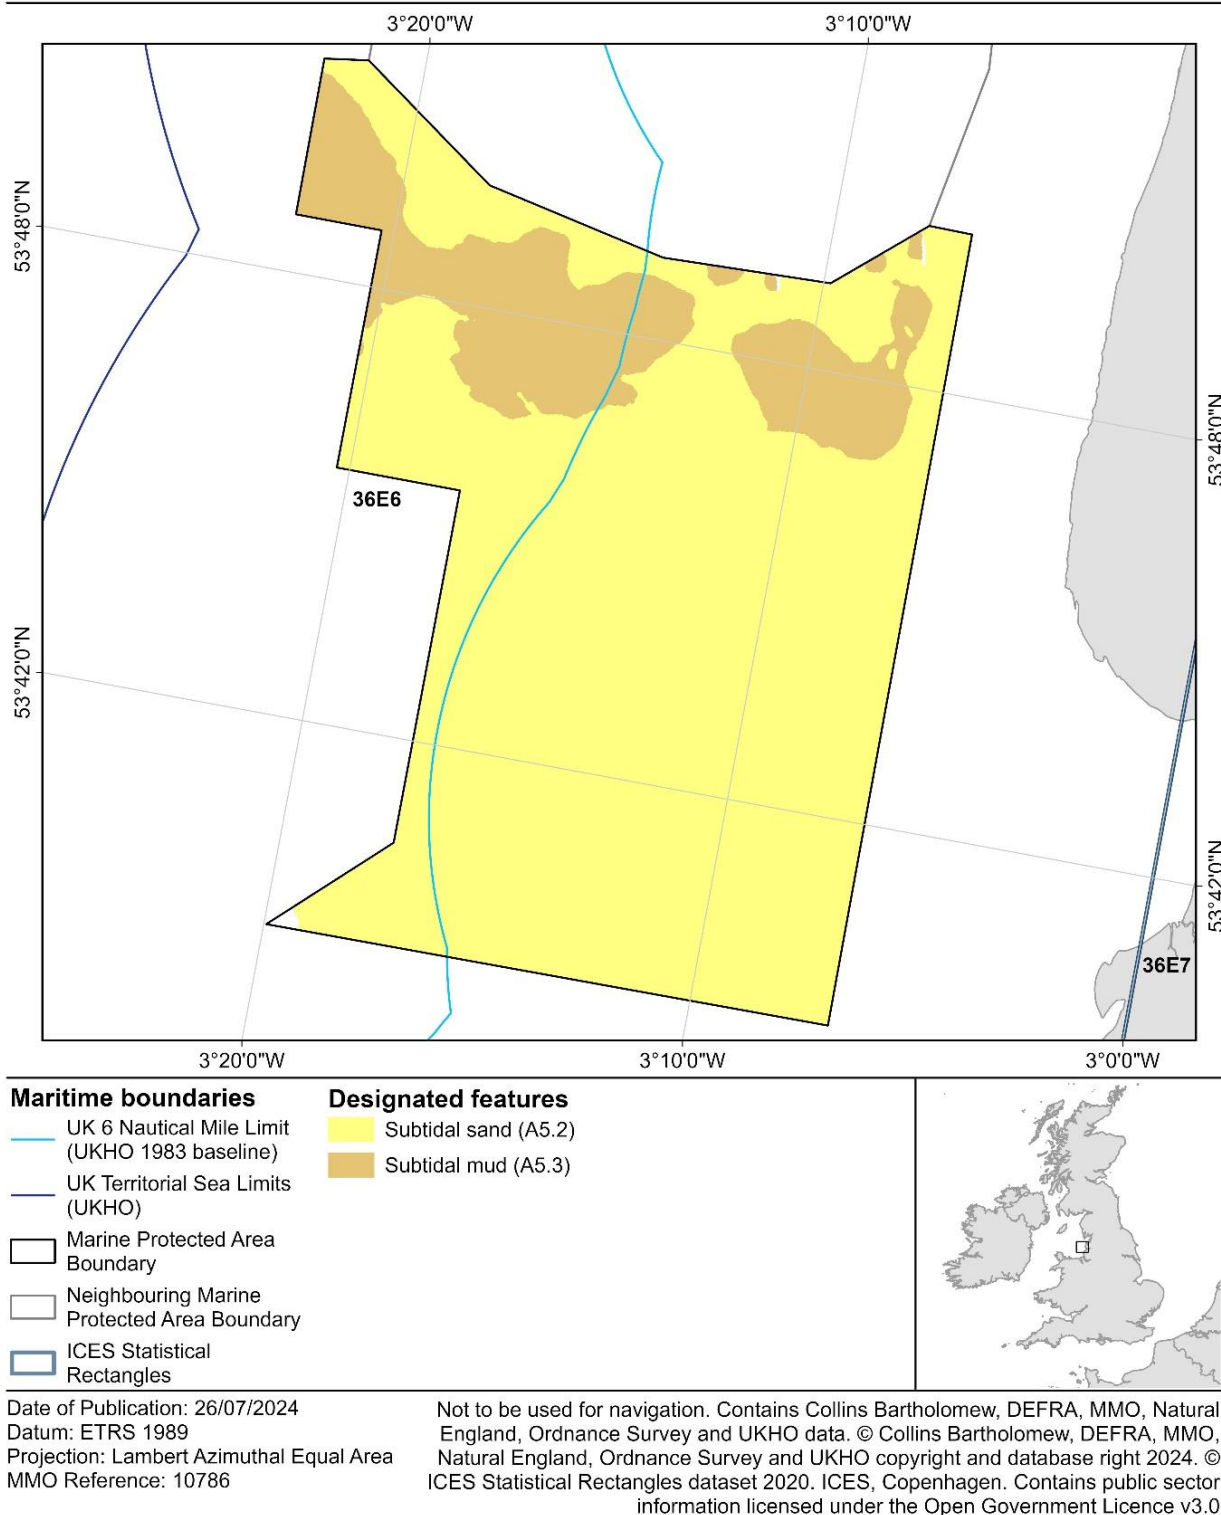 3°20'0"W
3°10'0"W
53°48'0"N
53°48'0"N
36E6
53°42'0"N
53°42'0"N
36E7
3°20'0"W
3°10'0"W
3°0'0"W
Maritime boundaries
UK 6 Nautical Mile Limit
(UKHO 1983 baseline)
UK Territorial Sea Limits
(UKHO)
Marine Protected Area
Boundary
Neighbouring Marine
Protected Area Boundary
ICES Statistical
Rectangles
Designated features
Subtidal sand (A5.2)
Subtidal mud (A5.3)
Date of Publication: 26/07/2024
Datum: ETRS 1989
Projection: Lambert Azimuthal Equal Area
MMO Reference: 10786
Not to be used for navigation. Contains Collins Bartholomew, DEFRA, MMO, Natural
England, Ordnance Survey and UKHO data. © Collins Bartholomew, DEFRA, MMO,
Natural England, Ordnance Survey and UKHO copyright and database right 2024. ©
ICES Statistical Rectangles dataset 2020. ICES, Copenhagen. Contains public sector
information licensed under the Open Government Licence v3.0